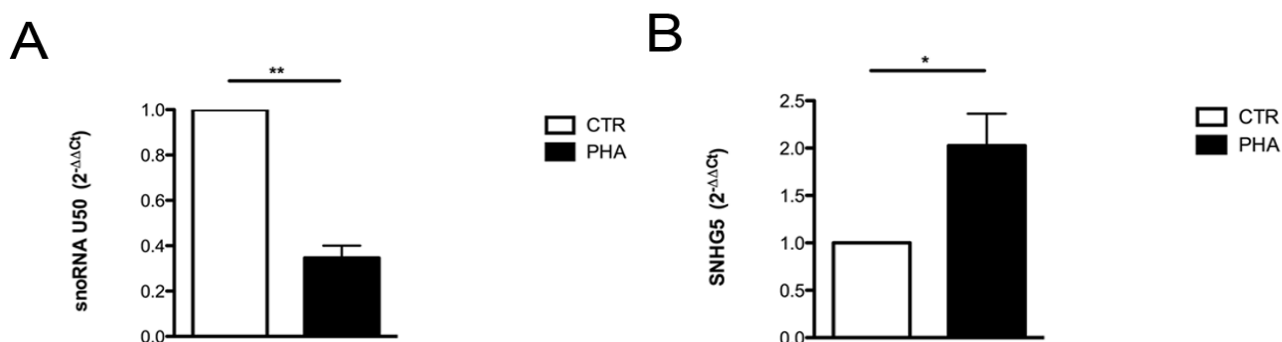 A
**
snoRNA U50 (2-ΔΔCt)
1.0
0.8
0.6
0.4
0.2
0.0
CTR
PHA
B
*
SNHG5 (2-ΔΔCt)
2.5
2.0
1.5
1.0
0.5
0.0
CTR
PHA